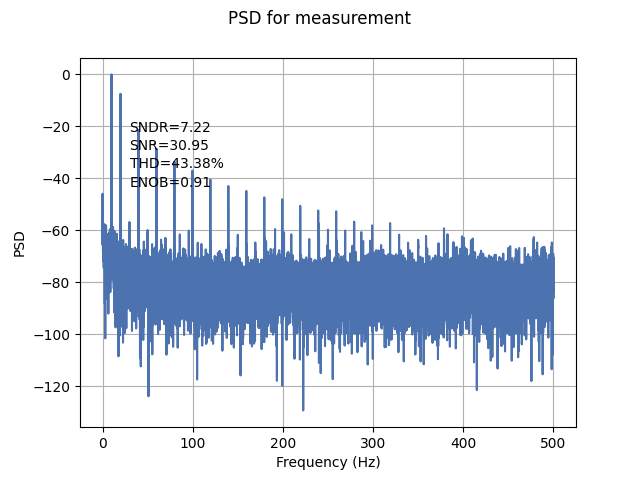 PSD for measurement
0
−20
−40
−60
−80
−100
−120
PSD
SNDR=7.22
SNR=30.95
THD=43.38%
ENOB=0.91
0
100
200
300
400
500
Frequency (Hz)